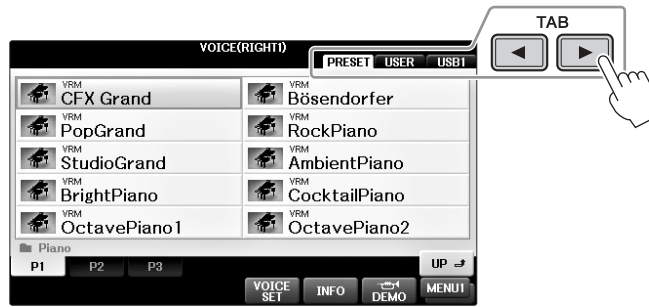 TAB
VOICE(RIGHT1)
PRESET USER USB1
VRM
CFX Grand
VRM
Bösendorfer
VRM
PopGrand
VRM
RockPiano
VRM
StudioGrand
VRM
AmbientPiano
VRM
BrightPiano
VRM
CocktailPiano
VRM
OctavePiano1
VRM
OctavePiano2
Piano
P1 P2 P3
UP
VOICE SET
INFO
DEMO
MENU1